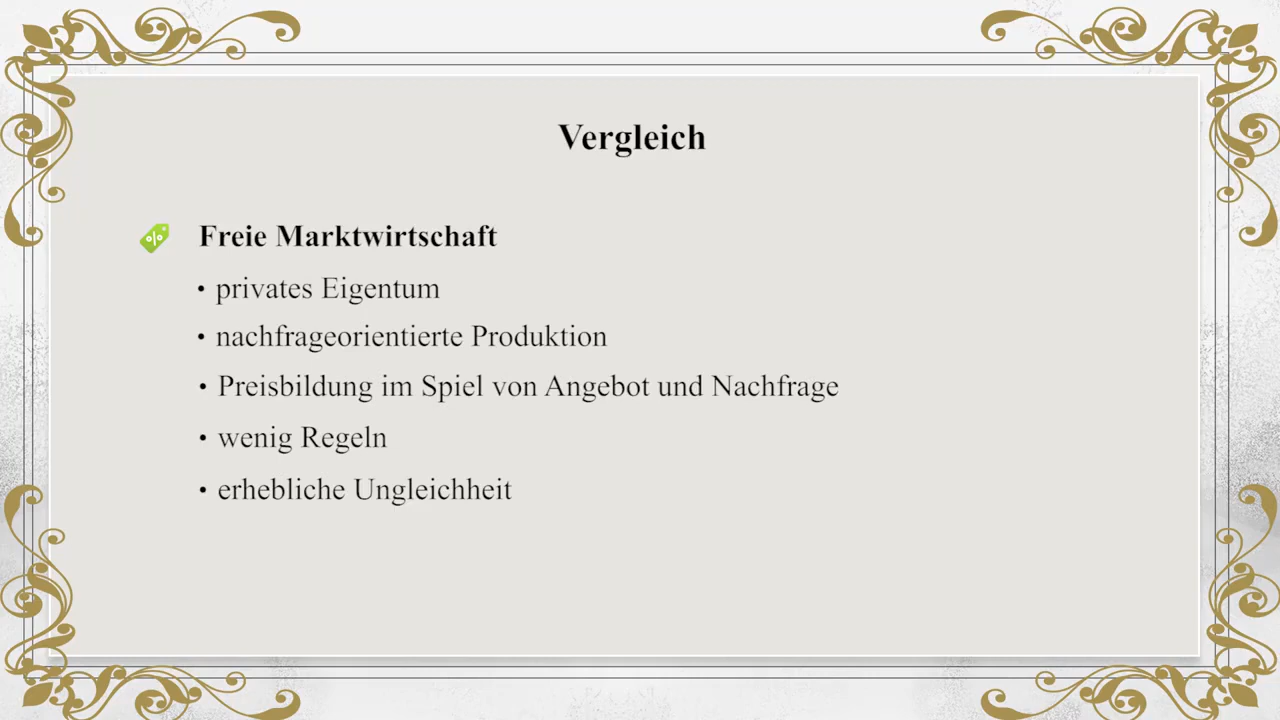 Vergleich
Freie Marktwirtschaft
• privates Eigentum
• nachfrageorientierte Produktion
• Preisbildung im Spiel von Angebot und Nachfrage
• wenig Regeln
• erhebliche Ungleichheit